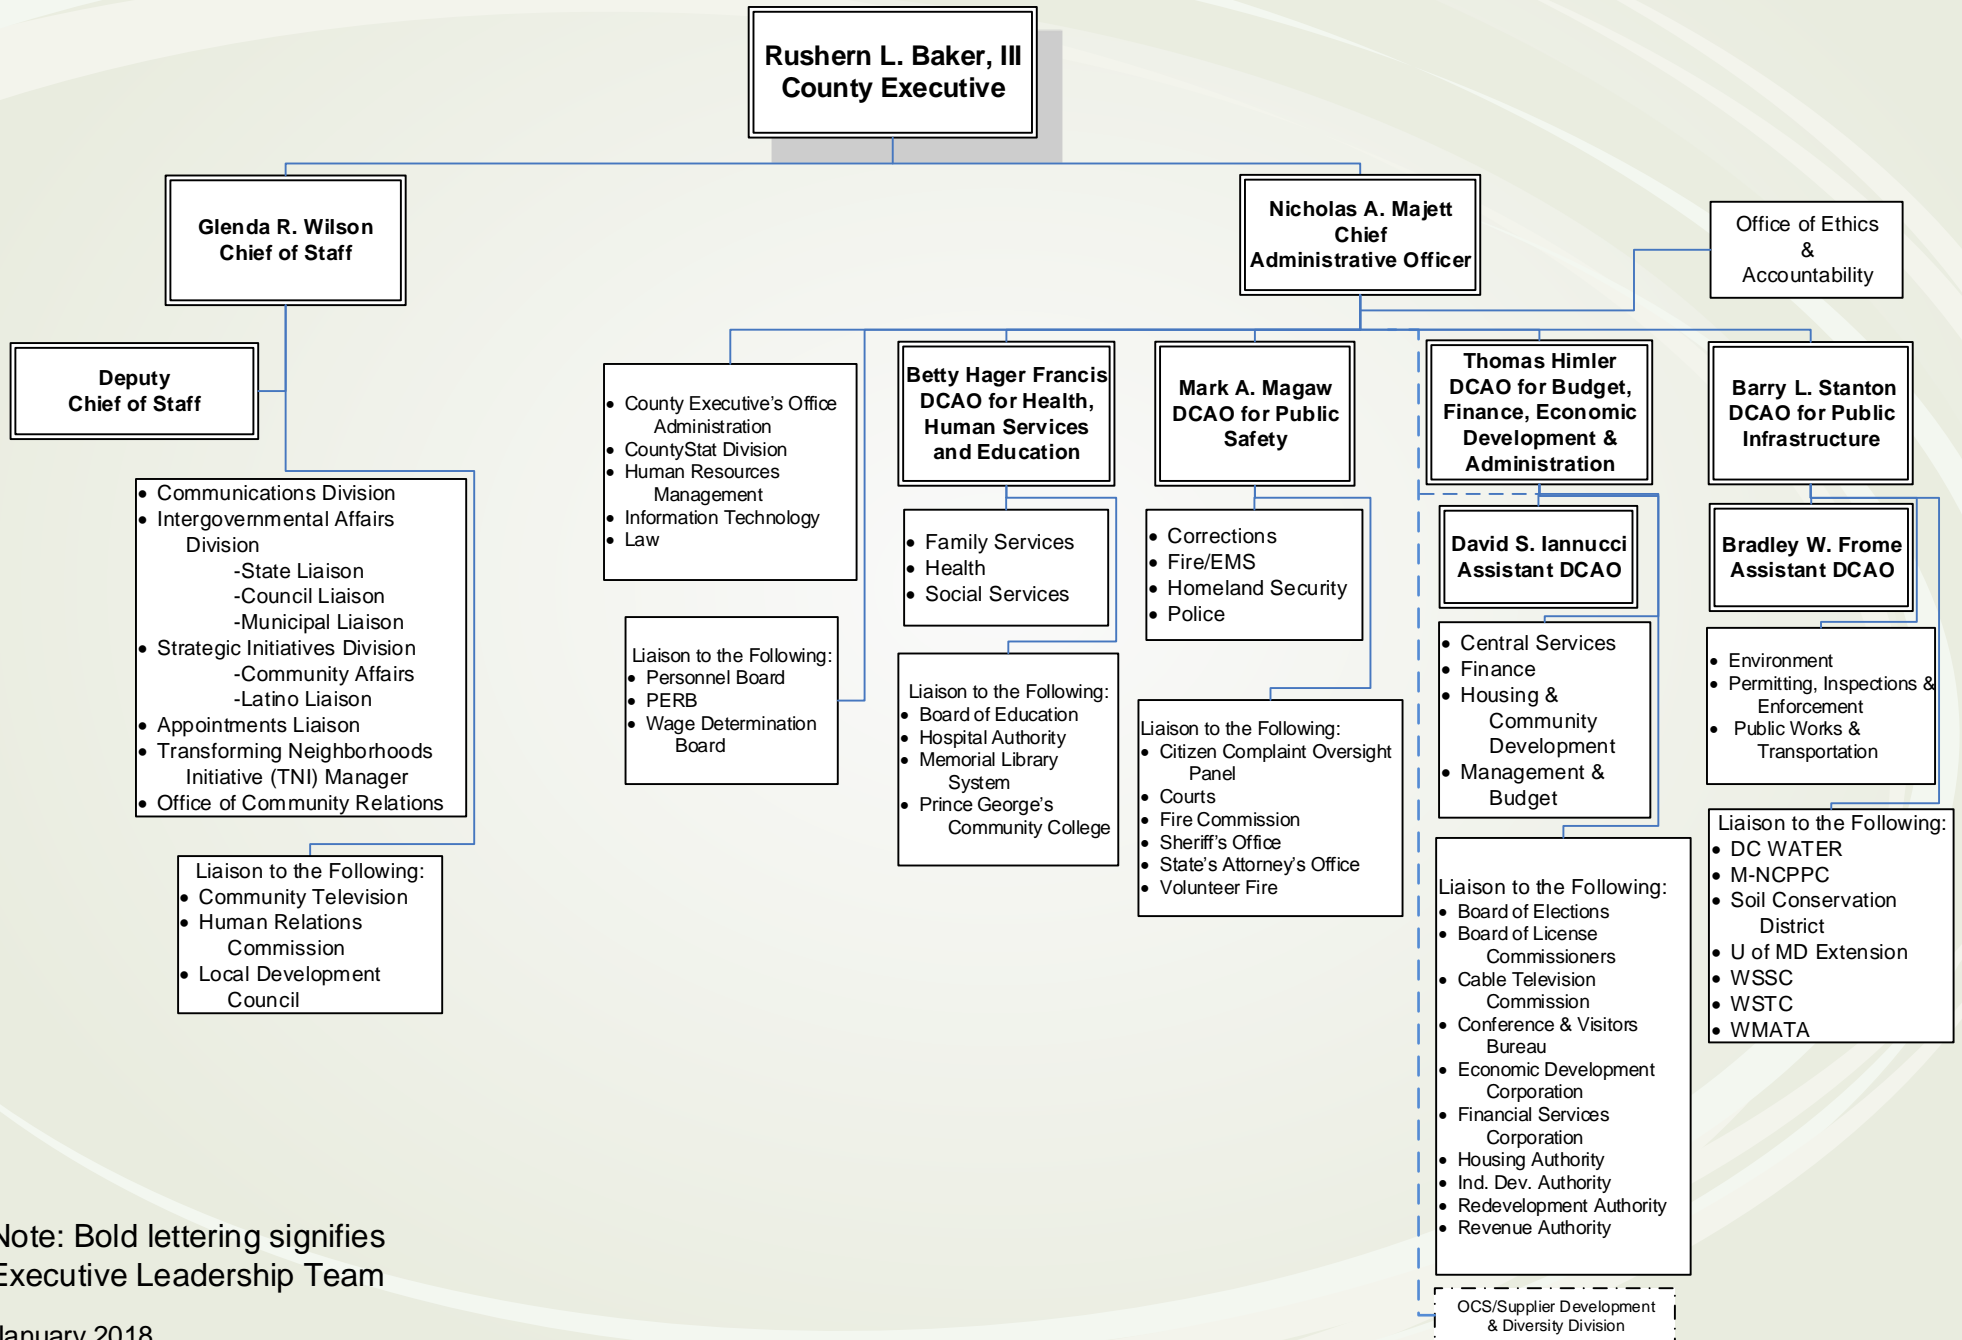 Rushern L. Baker, III
County Executive
Glenda R. Wilson
Chief of Staff
Nicholas A. Majett
Chief
Administrative Officer
Office of Ethics
&
Accountability
Deputy
Chief of Staff
• Communications Division
• Intergovernmental Affairs
Division
-State Liaison
-Council Liaison
-Municipal Liaison
• Strategic Initiatives Division
-Community Affairs
-Latino Liaison
• Appointments Liaison
• Transforming Neighborhoods
Initiative (TNI) Manager
• Office of Community Relations
Liaison to the Following:
• Community Television
• Human Relations
Commission
• Local Development
Council
• County Executive’s Office
Administration
• CountyStat Division
• Human Resources
Management
• Information Technology
• Law
Liaison to the Following:
• Personnel Board
• PERB
• Wage Determination
Board
Betty Hager Francis
DCAO for Health,
Human Services
and Education
• Family Services
• Health
• Social Services
Liaison to the Following:
• Board of Education
• Hospital Authority
• Memorial Library
System
• Prince George’s
Community College
Mark A. Magaw
DCAO for Public
Safety
• Corrections
• Fire/EMS
• Homeland Security
• Police
Liaison to the Following:
• Citizen Complaint Oversight
Panel
• Courts
• Fire Commission
• Sheriff’s Office
• State’s Attorney’s Office
• Volunteer Fire
Thomas Himler
DCAO for Budget,
Finance, Economic
Development &
Administration
David S. Iannucci
Assistant DCAO
• Central Services
• Finance
• Housing &
Community
Development
• Management &
Budget
Liaison to the Following:
• Board of Elections
• Board of License
Commissioners
• Cable Television
Commission
• Conference & Visitors
Bureau
• Economic Development
Corporation
• Financial Services
Corporation
• Housing Authority
• Ind. Dev. Authority
• Redevelopment Authority
• Revenue Authority
OCS/Supplier Development
& Diversity Division
Barry L. Stanton
DCAO for Public
Infrastructure
Bradley W. Frome
Assistant DCAO
• Environment
• Permitting, Inspections &
Enforcement
• Public Works &
Transportation
Liaison to the Following:
• DC WATER
• M-NCPPC
• Soil Conservation
District
• U of MD Extension
• WSSC
• WSTC
• WMATA
Note: Bold lettering signifies
Executive Leadership Team
January 2018